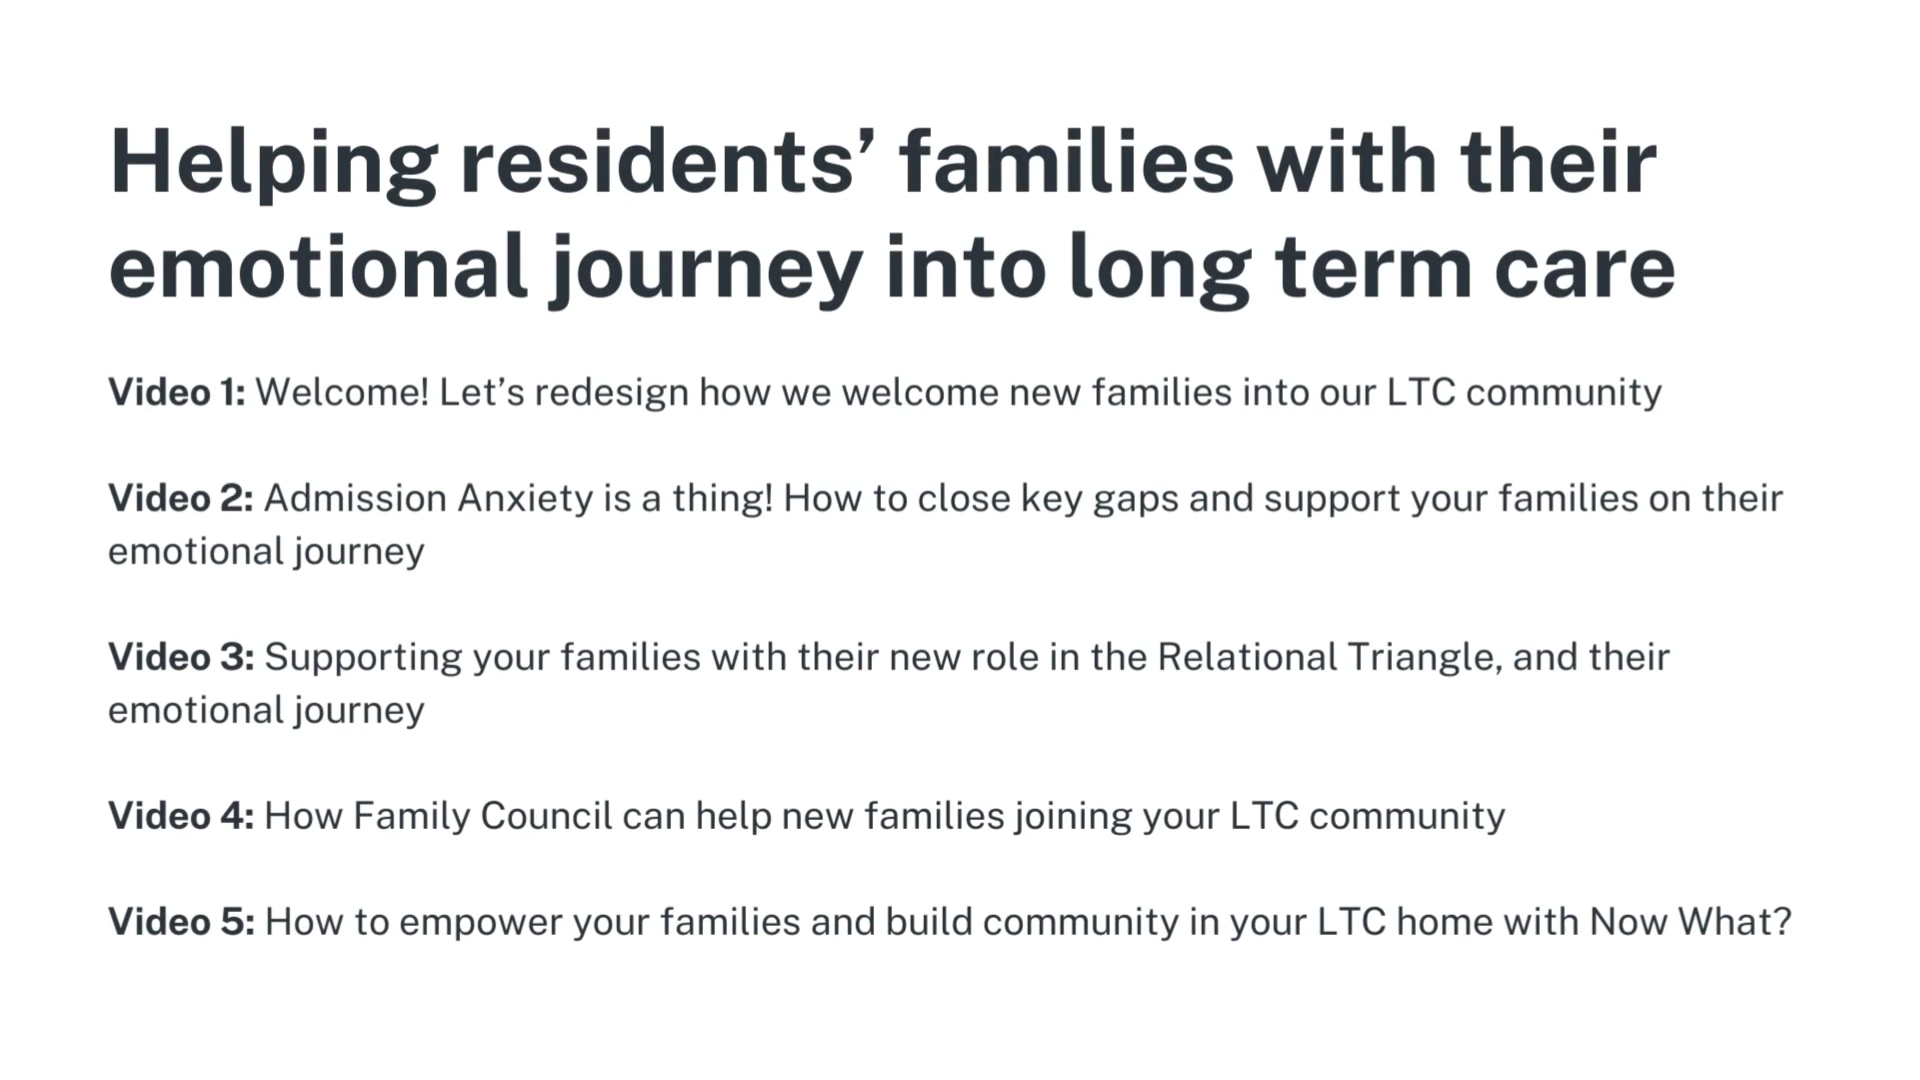 Helping residents’ families with their
emotional journey into long term care
Video 1: Welcome! Let’s redesign how we welcome new families into our LTC community
Video 2: Admission Anxiety is a thing! How to close key gaps and support your families on their
emotional journey
Video 3: Supporting your families with their new role in the Relational Triangle, and their
emotional journey
Video 4: How Family Council can help new families joining your LTC community
Video 5: How to empower your families and build community in your LTC home with Now What?